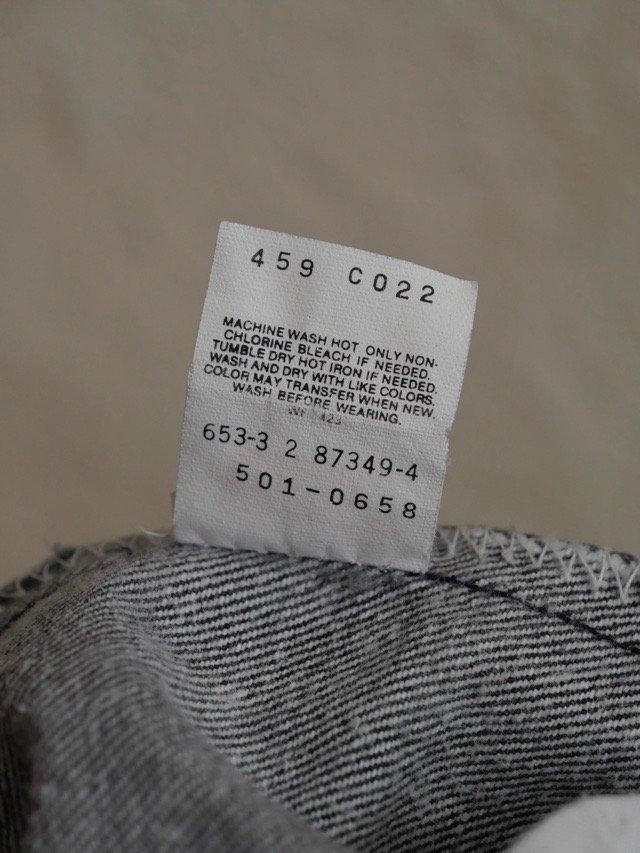 459 C022
MACHINE WASH HOT ONLY NON-
CHLORINE BLEACH IF NEEDED.
TUMBLE DRY HOT IRON IF NEEDED.
WASH AND DRY WITH LIKE COLORS.
COLOR MAY TRANSFER WHEN NEW.
WASH BEFORE WEARING.
653-3 2 87349-4
501-0658